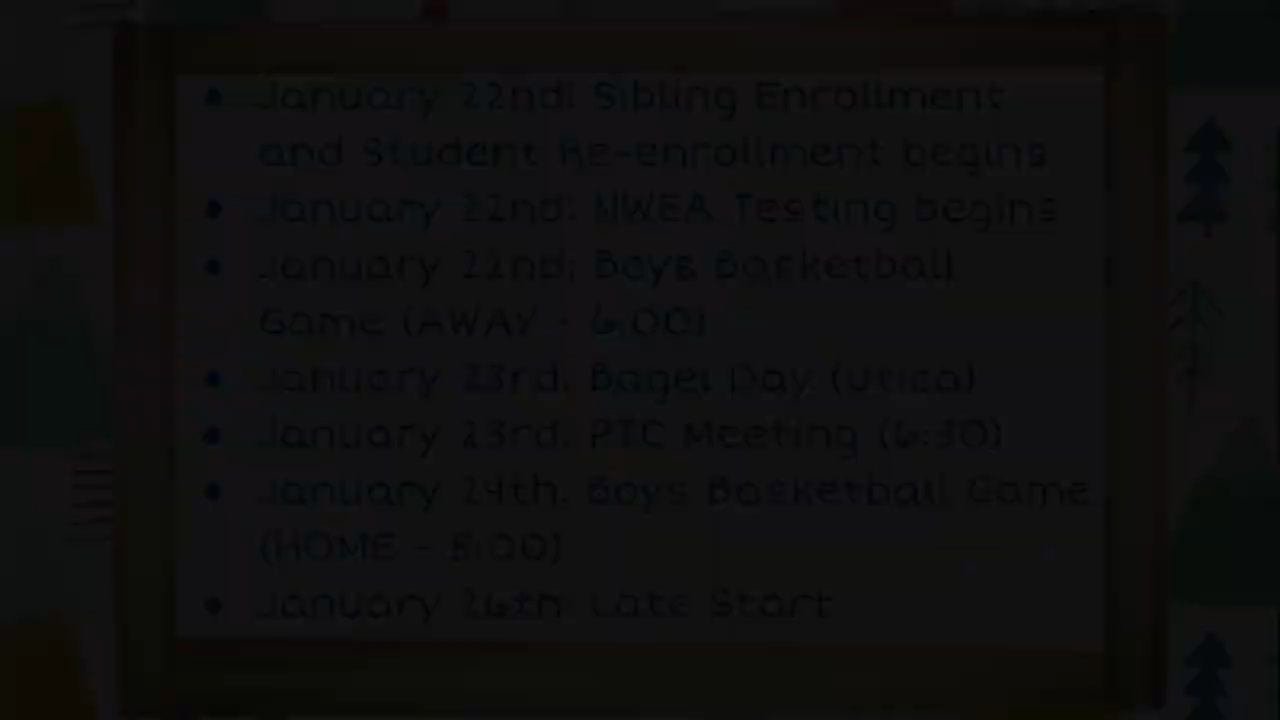 January 22nd: Sibling Enrollment
and Student Re-enrollment begins
January 22nd: NWEA Testing begins
January 22nd: Boys Basketball
Game (AWAY - 6:00)
January 23rd: Bagel Day (Utica)
January 23rd: PTC Meeting (6:30)
January 24th: Boys Basketball Game
(HOME - 5:00)
January 26th: Late Start